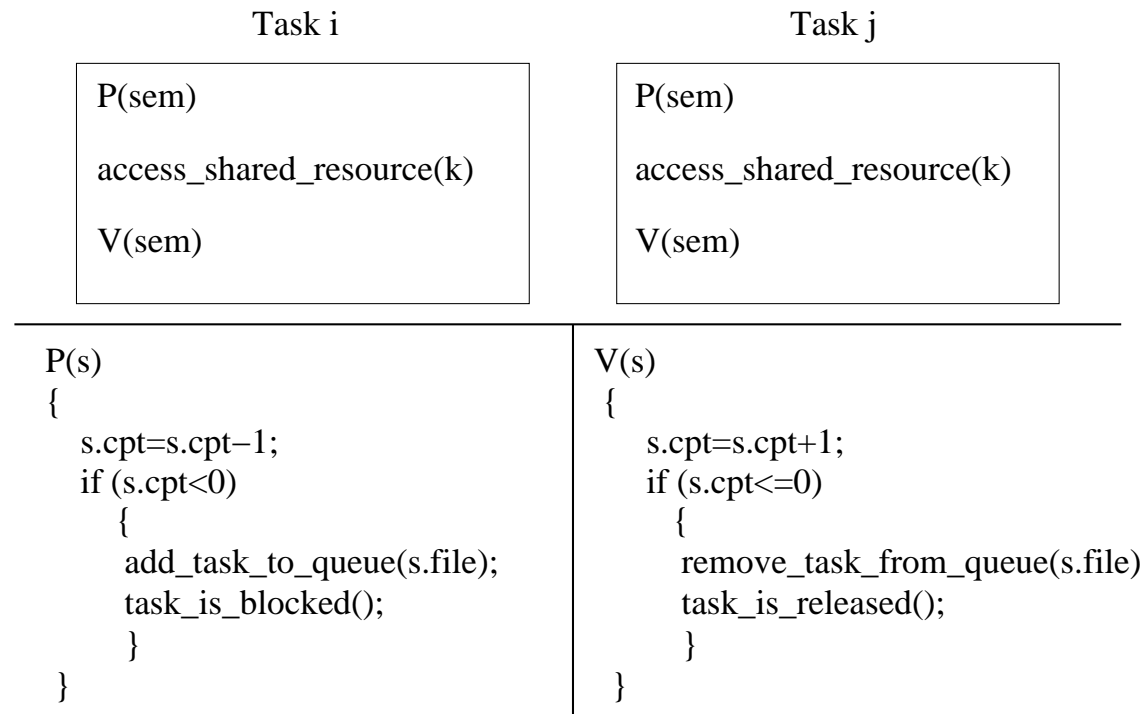 Task i
P(sem)
access_shared_resource(k)
V(sem)
Task j
P(sem)
access_shared_resource(k)
V(sem)
P(s)
{
s.cpt=s.cpt−1;
if (s.cpt<0)
{
add_task_to_queue(s.file);
task_is_blocked();
}
}
V(s)
{
s.cpt=s.cpt+1;
if (s.cpt<=0)
{
remove_task_from_queue(s.file)
task_is_released();
}
}